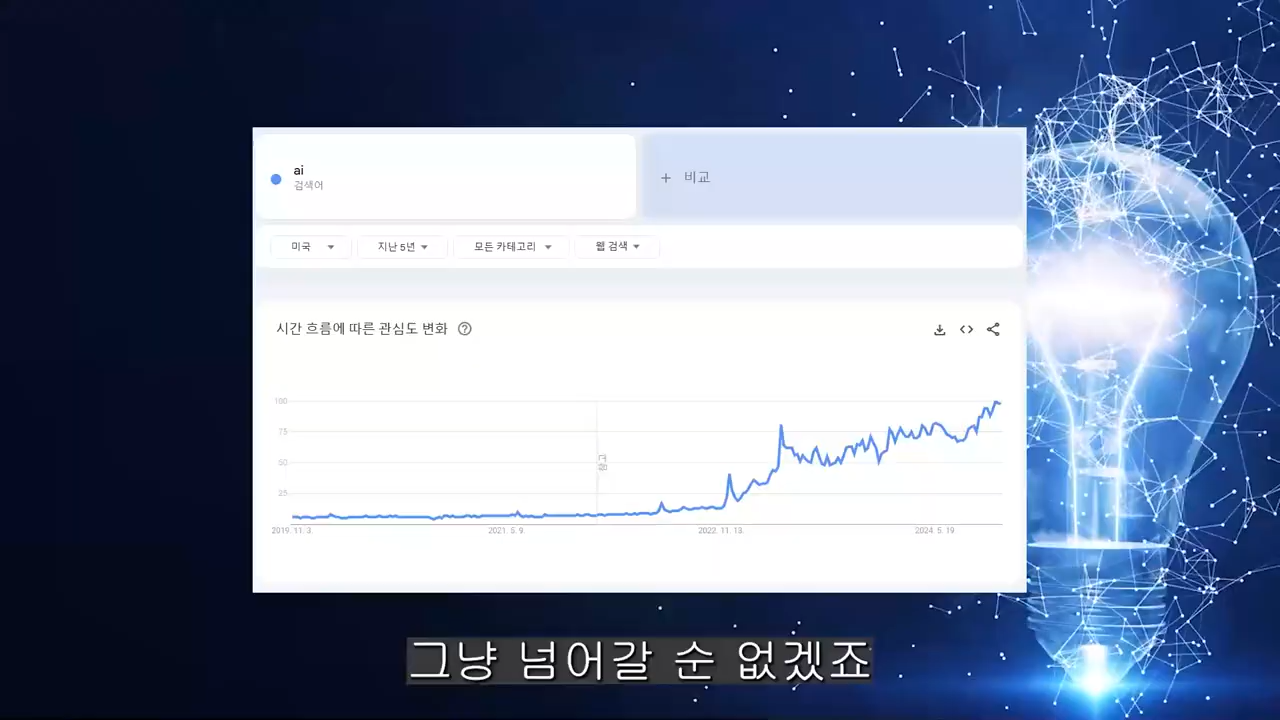 ai
검색어
+ 비교
미국
지난 5년
모든 카테고리
웹 검색
시간 흐름에 따른 관심도 변화
100
75
50
25
참고
2019. 11. 3.
2021. 5. 9.
2022. 11. 13.
2024. 5. 19
그냥 넘어갈 순 없겠죠